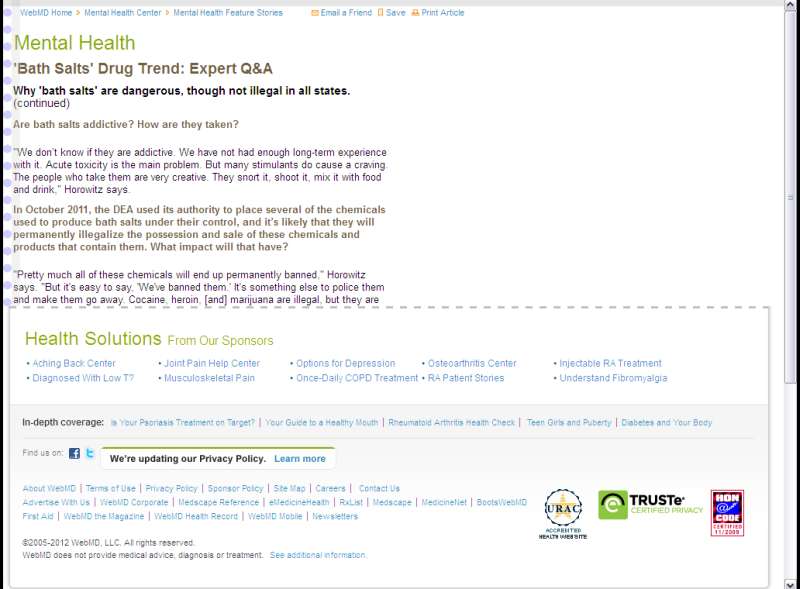 WebMD Home > Mental Health Center > Mental Health Feature Stories Email a Friend Save Print Article
Mental Health
'Bath Salts' Drug Trend: Expert Q&A
Why 'bath salts' are dangerous, though not illegal in all states.
(continued)
Are bath salts addictive? How are they taken?
"We don't know if they are addictive. We have not had enough long-term experience
with it. Acute toxicity is the main problem. But many stimulants do cause a craving.
The people who take them are very creative. They snort it, shoot it, mix it with food
and drink," Horowitz says.
In October 2011, the DEA used its authority to place several of the chemicals
used to produce bath salts under their control, and it's likely that they will
permanently illegalize the possession and sale of these chemicals and
products that contain them. What impact will that have?
"Pretty much all of these chemicals will end up permanently banned," Horowitz
says. "But it's easy to say, 'We've banned them.' It's something else to police them
and make them go away. Cocaine, heroin, [and] marijuana are illegal, but they are
Health Solutions From Our Sponsors
• Aching Back Center • Joint Pain Help Center • Options for Depression • Osteoarthritis Center • Injectable RA Treatment
• Diagnosed With Low T? • Musculoskeletal Pain • Once-Daily COPD Treatment • RA Patient Stories • Understand Fibromyalgia
In-depth coverage: Is Your Psoriasis Treatment on Target? | Your Guide to a Healthy Mouth | Rheumatoid Arthritis Health Check | Teen Girls and Puberty | Diabetes and Your Body
Find us on:
We're updating our Privacy Policy. Learn more
About WebMD | Terms of Use | Privacy Policy | Sponsor Policy | Site Map | Careers | Contact Us
Advertise With Us | WebMD Corporate | Medscape Reference | eMedicineHealth | RxList | Medscape | MedicineNet | BootsWebMD
First Aid | WebMD the Magazine | WebMD Health Record | WebMD Mobile | Newsletters
URAC
ACCREDITED
HEALTH WEB SITE
TRUSTe
CERTIFIED PRIVACY
HON
@
CODE
CERTIFIED
11/2009
©2005-2012 WebMD, LLC. All rights reserved.
WebMD does not provide medical advice, diagnosis or treatment. See additional information.